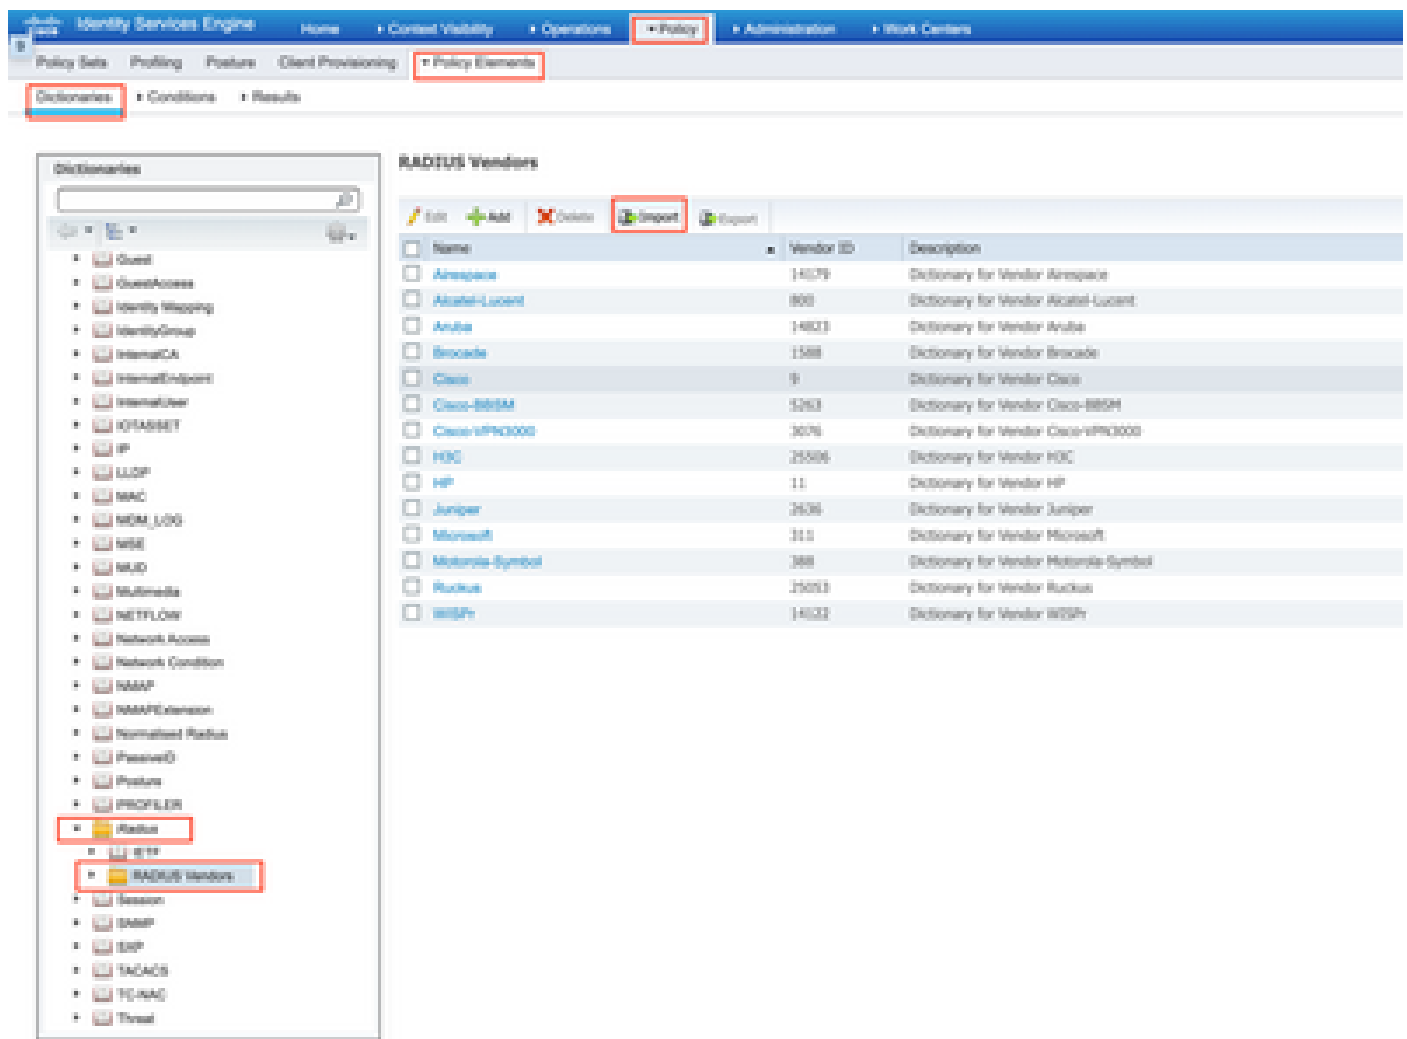 Identity Services Engine Home Context Visibility Operations Policy Administration Work Centers
Policy Sets Profiling Posture Client Provisioning Policy Elements
Dictionaries Conditions Results
Dictionaries
RADIUS Vendors
Edit Add Delete Import Export
Name Vendor ID Description
Airespace 14179 Dictionary for Vendor Airespace
Alcatel-Lucent 800 Dictionary for Vendor Alcatel-Lucent
Aruba 14823 Dictionary for Vendor Aruba
Brocade 1588 Dictionary for Vendor Brocade
Cisco 9 Dictionary for Vendor Cisco
Cisco-BBSM 5263 Dictionary for Vendor Cisco-BBSM
Cisco-VPN3000 3076 Dictionary for Vendor Cisco-VPN3000
H3C 25506 Dictionary for Vendor H3C
HP 11 Dictionary for Vendor HP
Juniper 2636 Dictionary for Vendor Juniper
Microsoft 311 Dictionary for Vendor Microsoft
Motorola-Symbol 388 Dictionary for Vendor Motorola-Symbol
Ruckus 25053 Dictionary for Vendor Ruckus
WISPr 14122 Dictionary for Vendor WISPr
Guest
GuestAccess
Identity Mapping
IdentityGroup
InternalCA
InternalEndpoint
InternalUser
IOTASSET
IP
LLDP
MAC
MDM_LOG
MSE
MUD
Multimedia
NETFLOW
Network Access
Network Condition
NMAP
NMAPExtension
Normalised Radius
PassiveID
Posture
PROFILER
Radius
IETF
RADIUS Vendors
Session
SNMP
SXP
TACACS
TC-NAC
Threat